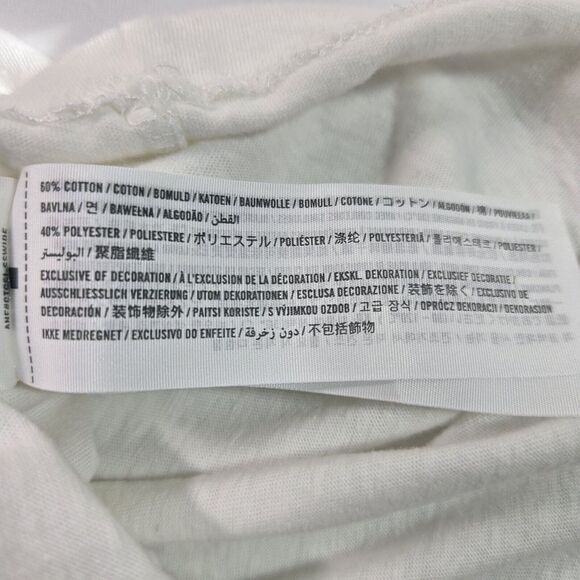 60% COTTON / COTON / BOMULD / KATOEN / BAUMWOLLE / BOMULL / COTONE / コットン / ALGODÓN / 棉 /
BAVLNA / 면 / BAWEŁNA / ALGODÃO / القطن /
40% POLYESTER / POLIESTERE / ポリエステル / POLIÉSTER / 涤纶 / POLYESTERIÄ / 폴리에스테르 / POLIESTER /
البوليستر / 聚脂纖維
EXCLUSIVE OF DECORATION / À L'EXCLUSION DE LA DÉCORATION / EKSKL. DEKORATION / EXCLUSIEF DECORATIE /
AUSSCHLIESSLICH VERZIERUNG / UTOM DEKORATIONEN / ESCLUSA DECORAZIONE / 装飾を除く / EXCLUSIVO DE
DECORACIÓN / 装饰物除外 / PAITSI KORISTE / S VÝJIMKOU OZDOB / 고급 장식 / OPRÓCZ DEKORACH / DEKORASJON
IKKE MEDREGNET / EXCLUSIVO DO ENFEITE / دون زخرفة / 不包括飾物